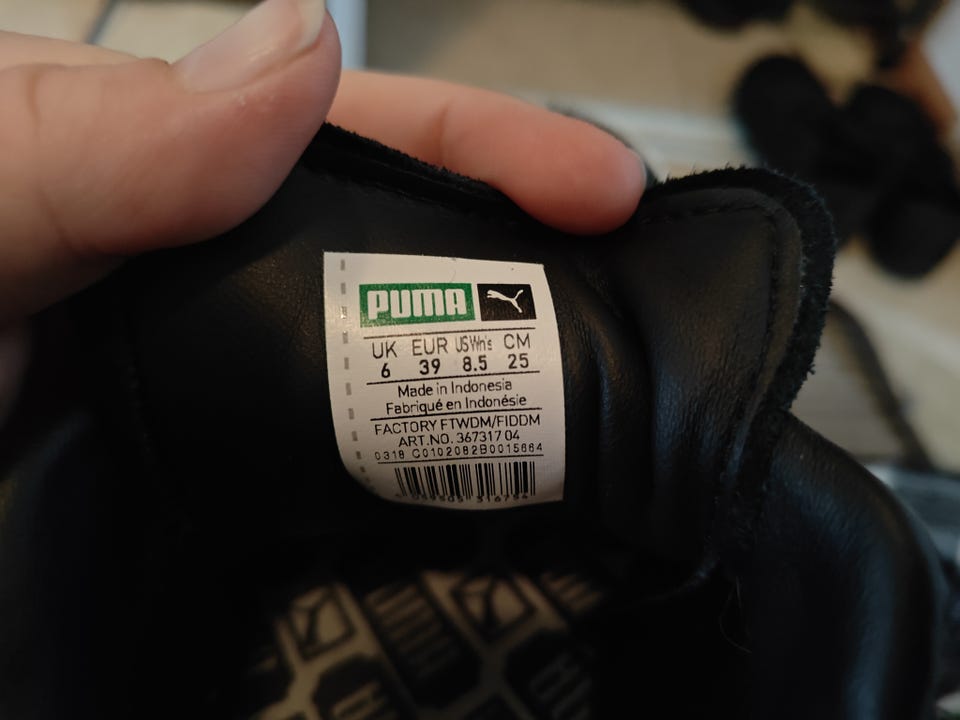 PUMA
UK EUR US Wn's CM
6 39 8.5 25
Made in Indonesia
Fabriqué en Indonésie
FACTORY FTWDM/FIDDM
ART.NO. 367317 04
0318 C0102082B0015664